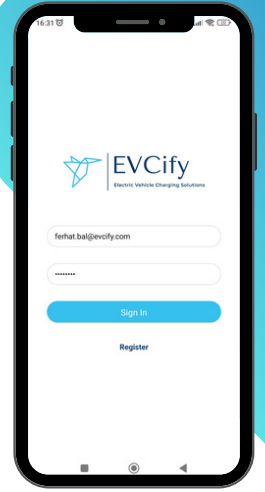 16:31
EVCify
Electric Vehicle Charging Solutions
ferhat.bal@evcify.com
••••••••
Sign In
Register